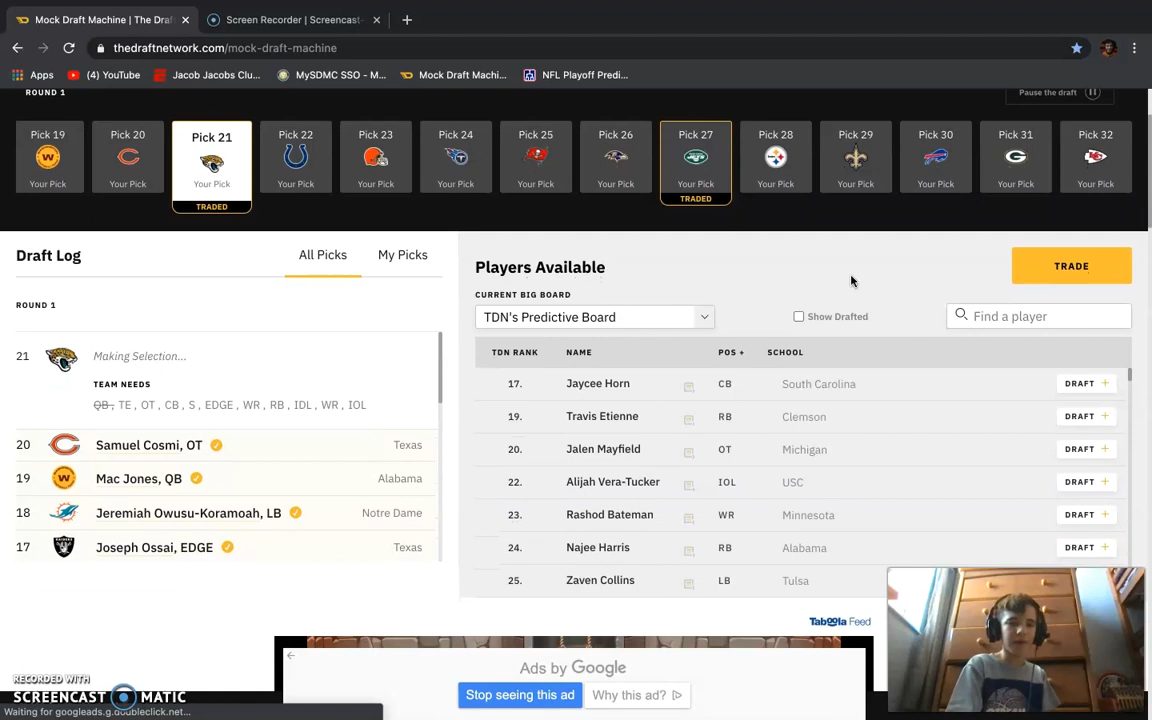 Mock Draft Machine | The Dra
Screen Recorder | Screencast-
thedraftnetwork.com/mock-draft-machine
Apps
(4) YouTube
Jacob Jacobs Clu...
MySDMC SSO - M...
Mock Draft Machi...
NFL Playoff Predi...
ROUND 1
Pause the draft
Pick 19
Your Pick
Pick 20
Your Pick
Pick 21
Your Pick
TRADED
Pick 22
Your Pick
Pick 23
Your Pick
Pick 24
Your Pick
Pick 25
Your Pick
Pick 26
Your Pick
Pick 27
Your Pick
TRADED
Pick 28
Your Pick
Pick 29
Your Pick
Pick 30
Your Pick
Pick 31
Your Pick
Pick 32
Your Pick
Draft Log
All Picks
My Picks
ROUND 1
21 Making Selection...
TEAM NEEDS
QB , TE , OT , CB , S , EDGE , WR , RB , IDL , WR , IOL
20 Samuel Cosmi, OT Texas
19 Mac Jones, QB Alabama
18 Jeremiah Owusu-Koramoah, LB Notre Dame
17 Joseph Ossai, EDGE Texas
Players Available
TRADE
CURRENT BIG BOARD
TDN's Predictive Board
Show Drafted
Find a player
TDN RANK NAME POS + SCHOOL
17. Jaycee Horn CB South Carolina DRAFT +
19. Travis Etienne RB Clemson DRAFT +
20. Jalen Mayfield OT Michigan DRAFT +
22. Alijah Vera-Tucker IOL USC DRAFT +
23. Rashod Bateman WR Minnesota DRAFT +
24. Najee Harris RB Alabama DRAFT +
25. Zaven Collins LB Tulsa
Taboola Feed
Ads by Google
Stop seeing this ad
Why this ad?
RECORDED WITH
SCREENCAST MATIC
Waiting for googleads.g.doubleclick.net...